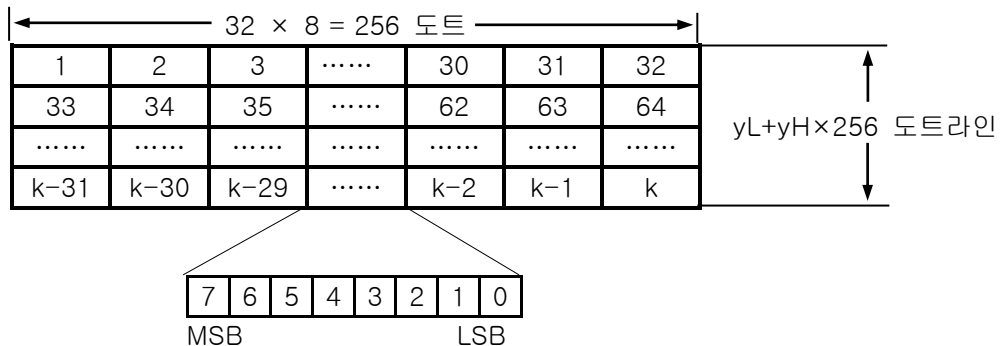 32 × 8 = 256 도트
1 2 3 …… 30 31 32
33 34 35 …… 62 63 64
yL+yH×256 도트라인
…… …… …… …… …… …… ……
k-31 k-30 k-29 …… k-2 k-1 k
7 6 5 4 3 2 1 0
MSB LSB